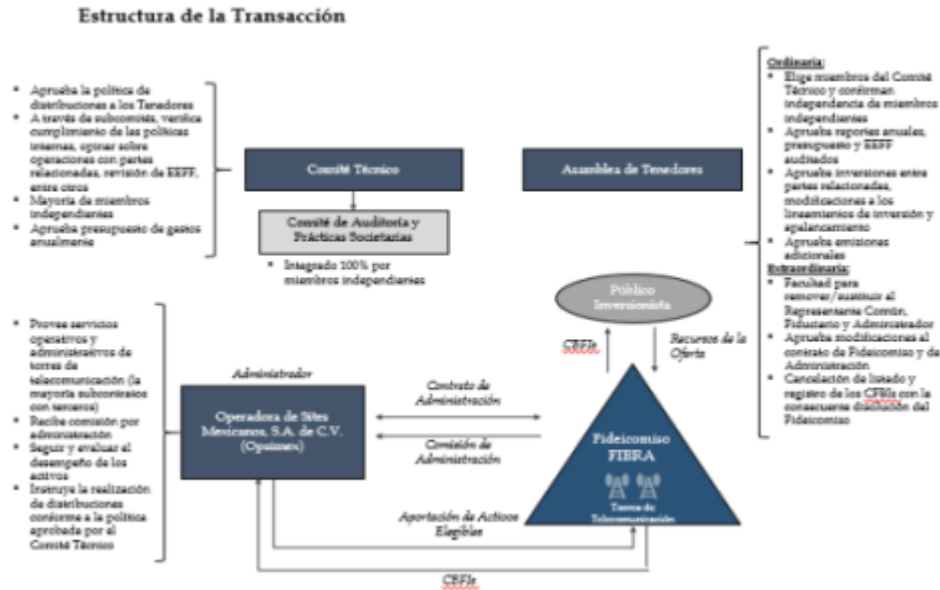 Estructura de la Transacción
▪ Aprueba la política de
distribuciones a los Tenedores
▪ A través de subcomités, verifica
cumplimiento de las políticas
internas, opinar sobre
operaciones con partes
relacionadas, revisión de EEFF,
entre otros
▪ Mayoría de miembros
independientes
▪ Aprueba presupuesto de gastos
anualmente
Comité Técnico
Comité de Auditoría y
Prácticas Societarias
▪ Integrado 100% por
miembros independientes
Asamblea de Tenedores
Ordinaria:
▪ Elige miembros del Comité
Técnico y confirman
independencia de miembros
independientes
▪ Aprueba reportes anuales,
presupuesto y EEFF
auditados
▪ Aprueba inversiones entre
partes relacionadas,
modificaciones a los
lineamientos de inversión y
apalancamiento
▪ Aprueba emisiones
adicionales
Extraordinaria:
▪ Facultad para
remover/sustituir al
Representante Común,
Fiduciario y Administrador
▪ Aprueba modificaciones al
contrato de Fideicomiso y de
Administración
▪ Cancelación de listado y
registro de los CFBIs con la
consecuente disolución del
Fideicomiso
Público
Inversionista
CBFIs
Recursos de la
Oferta
▪ Provee servicios
operativos y
administrativos de
torres de
telecomunicación (la
mayoría subcontratos
con terceros)
▪ Recibe comisión por
administración
▪ Seguir y evaluar el
desempeño de los
activos
▪ Instruye la realización
de distribuciones
conforme a la política
aprobada por el
Comité Técnico
Administrador
Operadora de Sites
Mexicanos, S.A. de C.V.
(Opsimex)
Contrato de
Administración
Comisión de
Administración
Fideicomiso
FIBRA
Torres de
Telecomunicación
Aportación de Activos
Elegibles
CBFIs